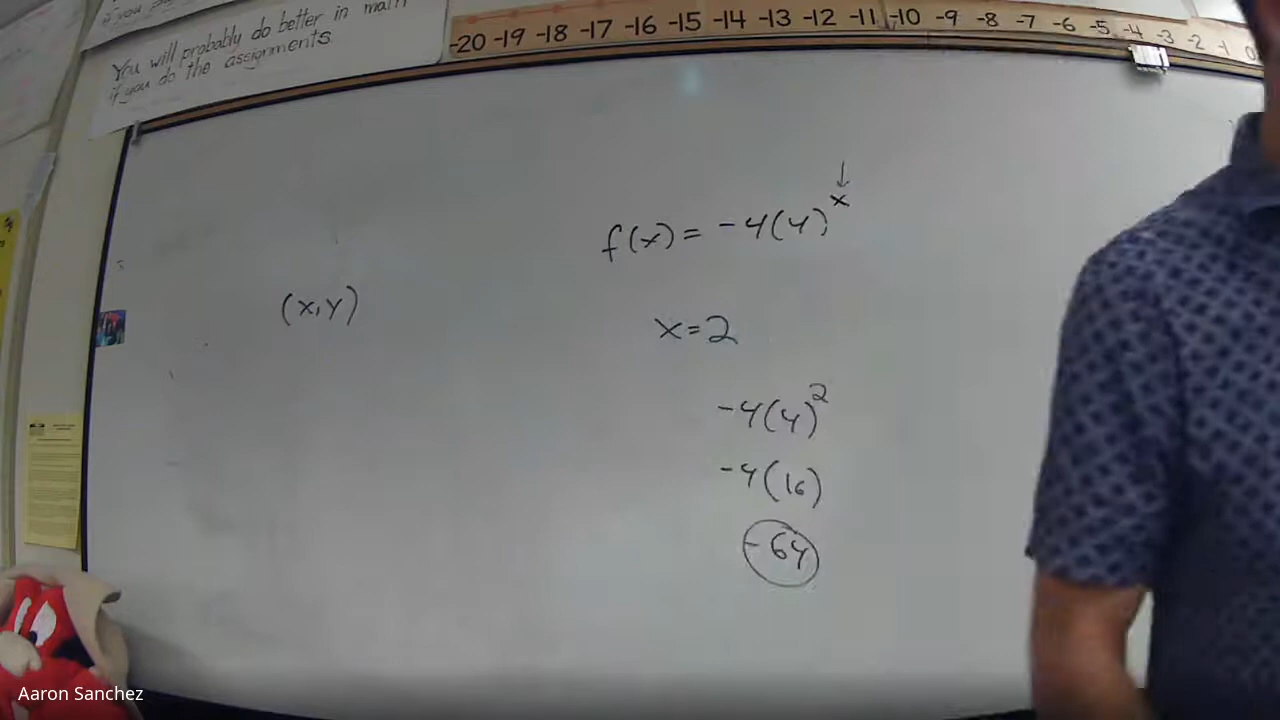 if you
You will probably do better in math
if you do the assignments
-20 -19 -18 -17 -16 -15 -14 -13 -12 -11 -10 -9 -8 -7 -6 -5 -4 -3 -2 -1 0
f(x) = -4(4)^x
(x,y)
x=2
-4(4)^2
-4(16)
-64
Aaron Sanchez